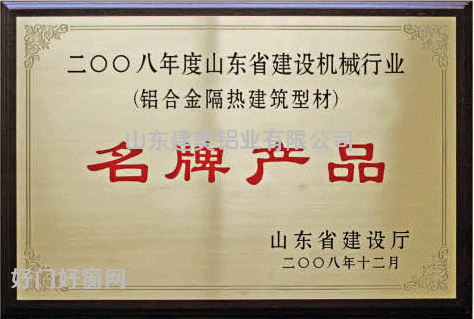 二〇〇八年度山东省建设机械行业
(铝合金隔热建筑型材)
山东建美铝业有限公司
名牌产品
山东省建设厅
二〇〇八年十二月
好门好窗网